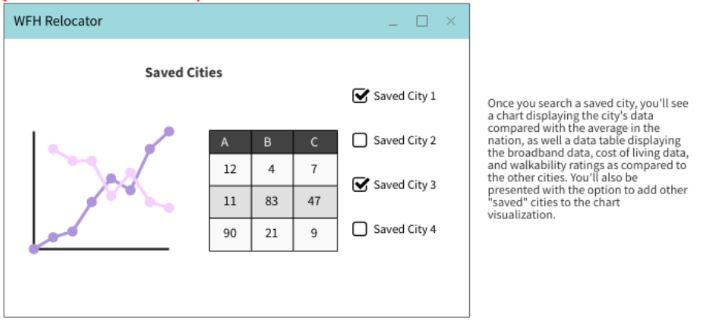 WFH Relocator
Saved Cities
Saved City 1
Saved City 2
Saved City 3
Saved City 4
A B C
12 4 7
11 83 47
90 21 9
Once you search a saved city, you'll see
a chart displaying the city's data
compared with the average in the
nation, as well a data table displaying
the broadband data, cost of living data,
and walkability ratings as compared to
the other cities. You'll also be
presented with the option to add other
"saved" cities to the chart
visualization.